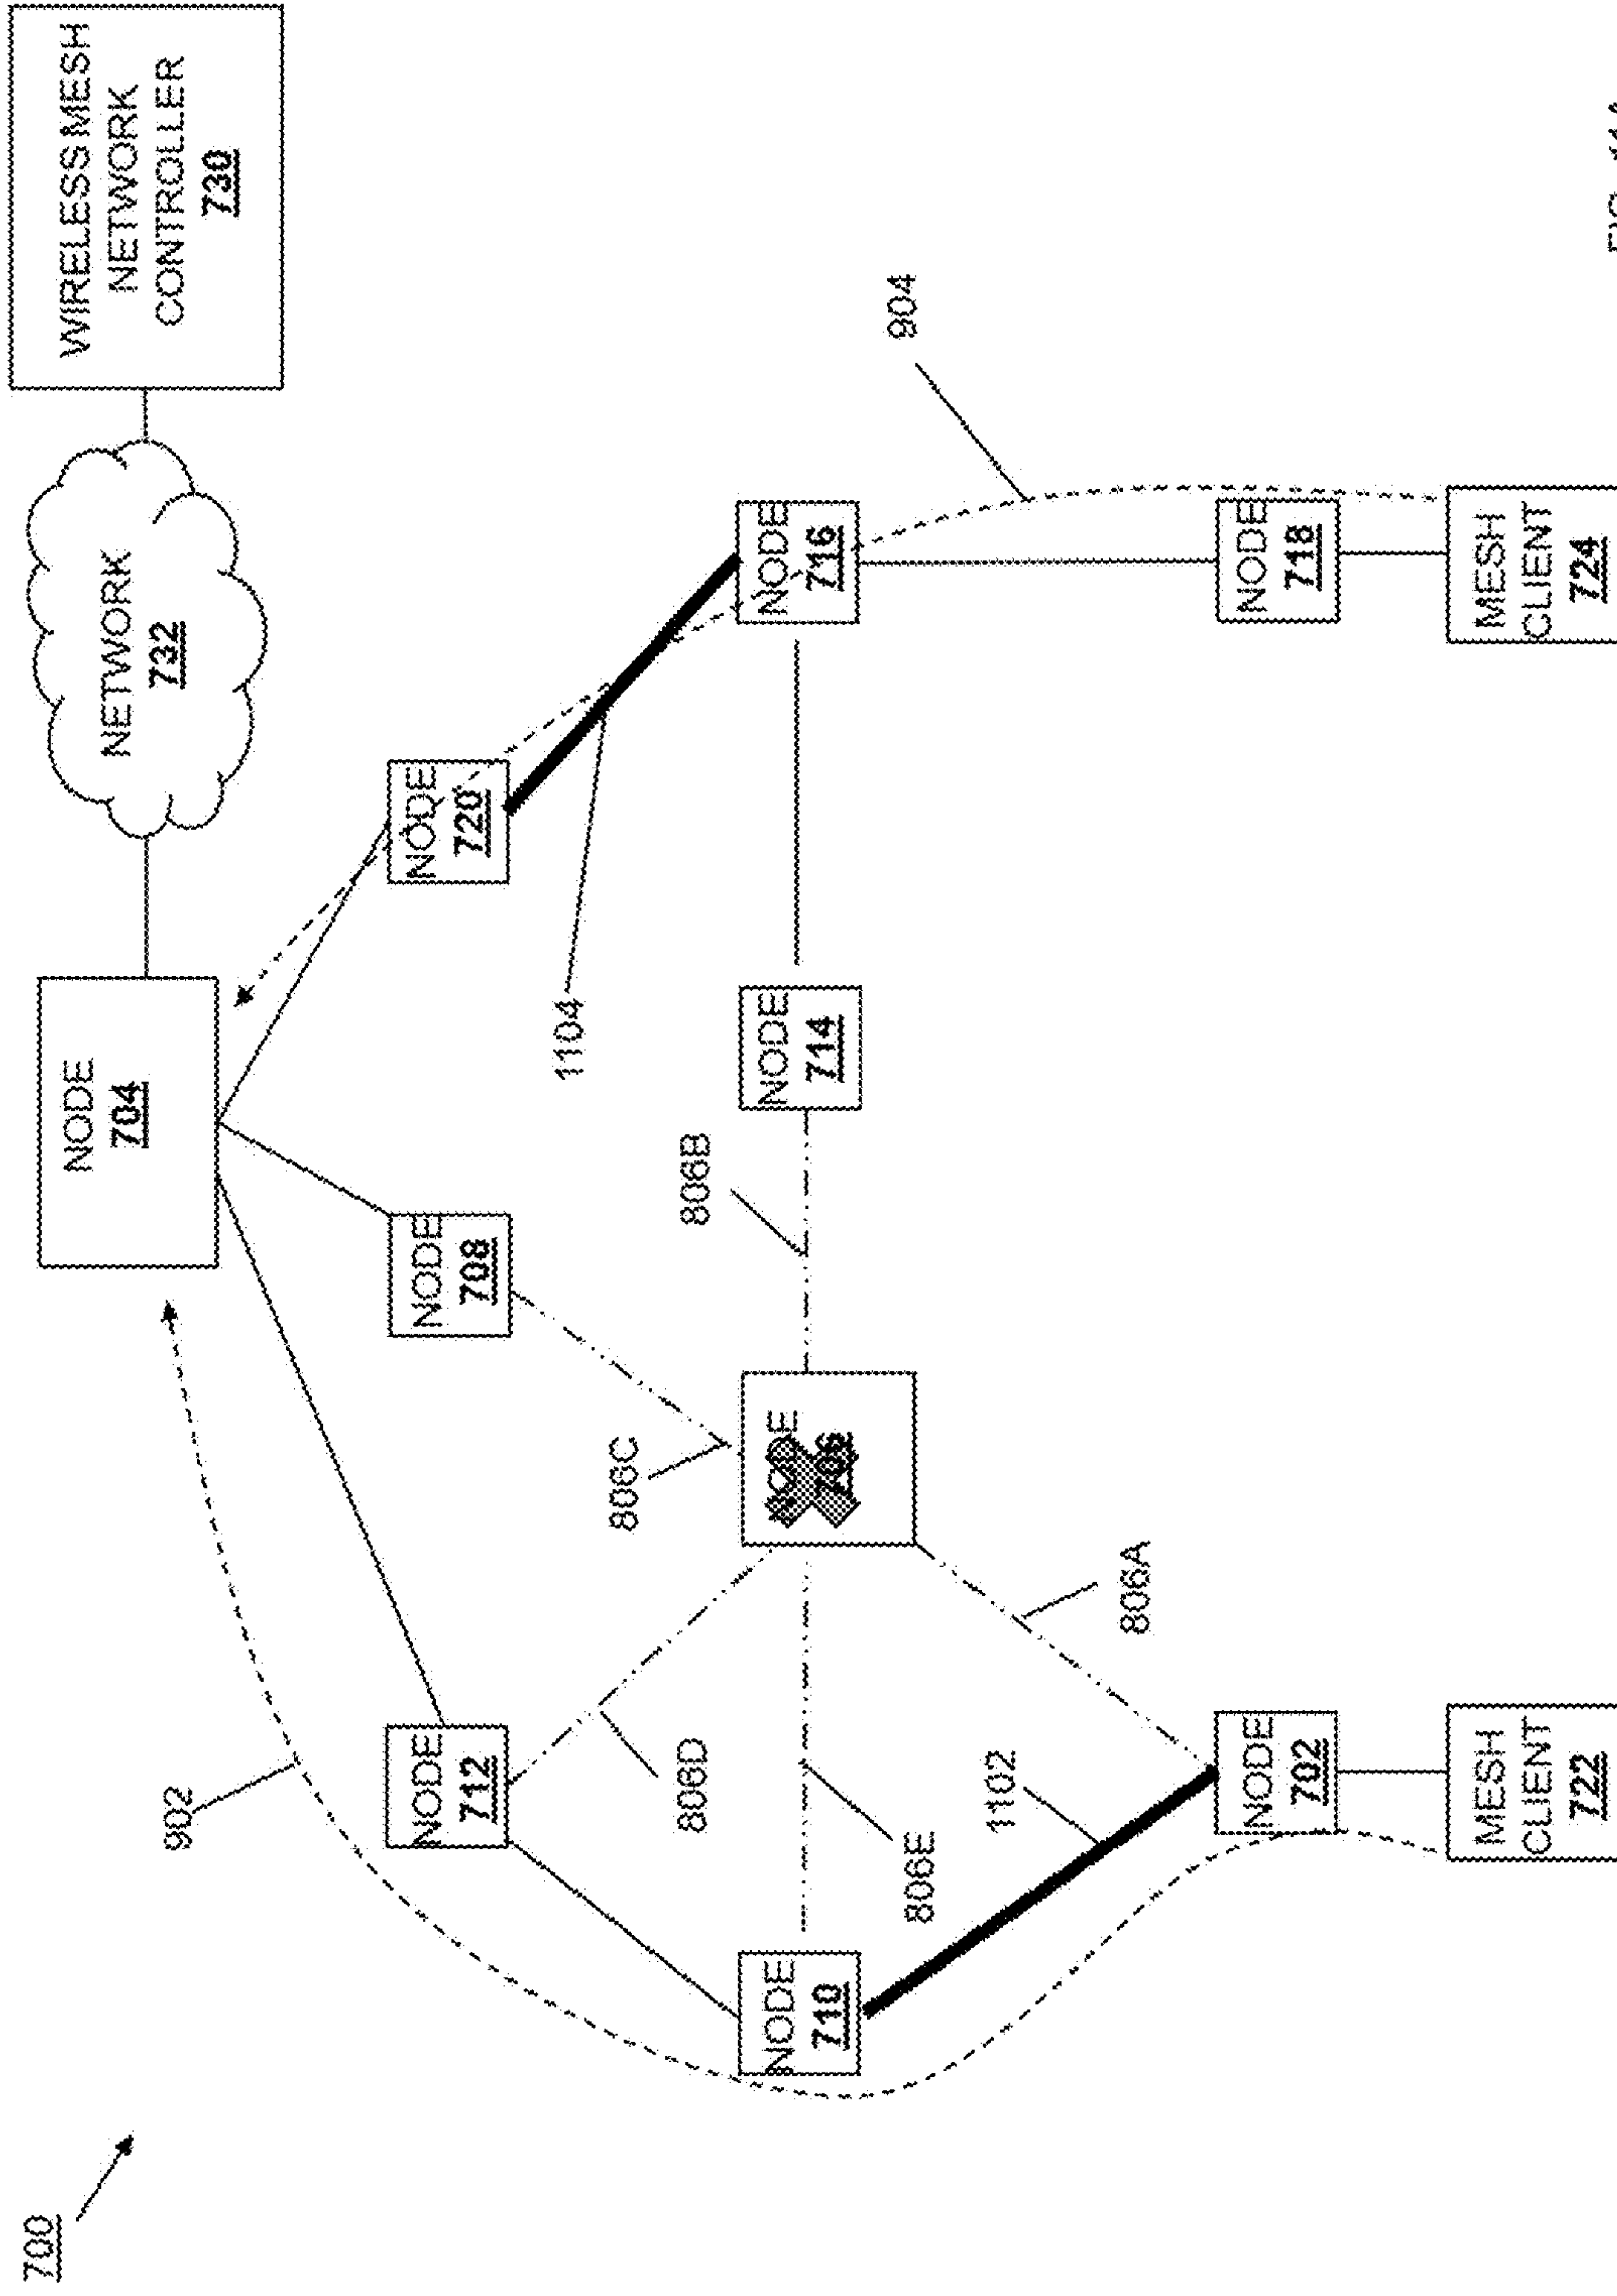 700
NODE
704
NETWORK
732
WIRELESS MESH
NETWORK
CONTROLLER
730
902
NODE
712
NODE
708
NODE
720
1104
806C
806D
806B
NODE
710
NODE
706
NODE
714
NODE
716
904
806E
1102
806A
NODE
702
NODE
718
MESH
CLIENT
722
MESH
CLIENT
724